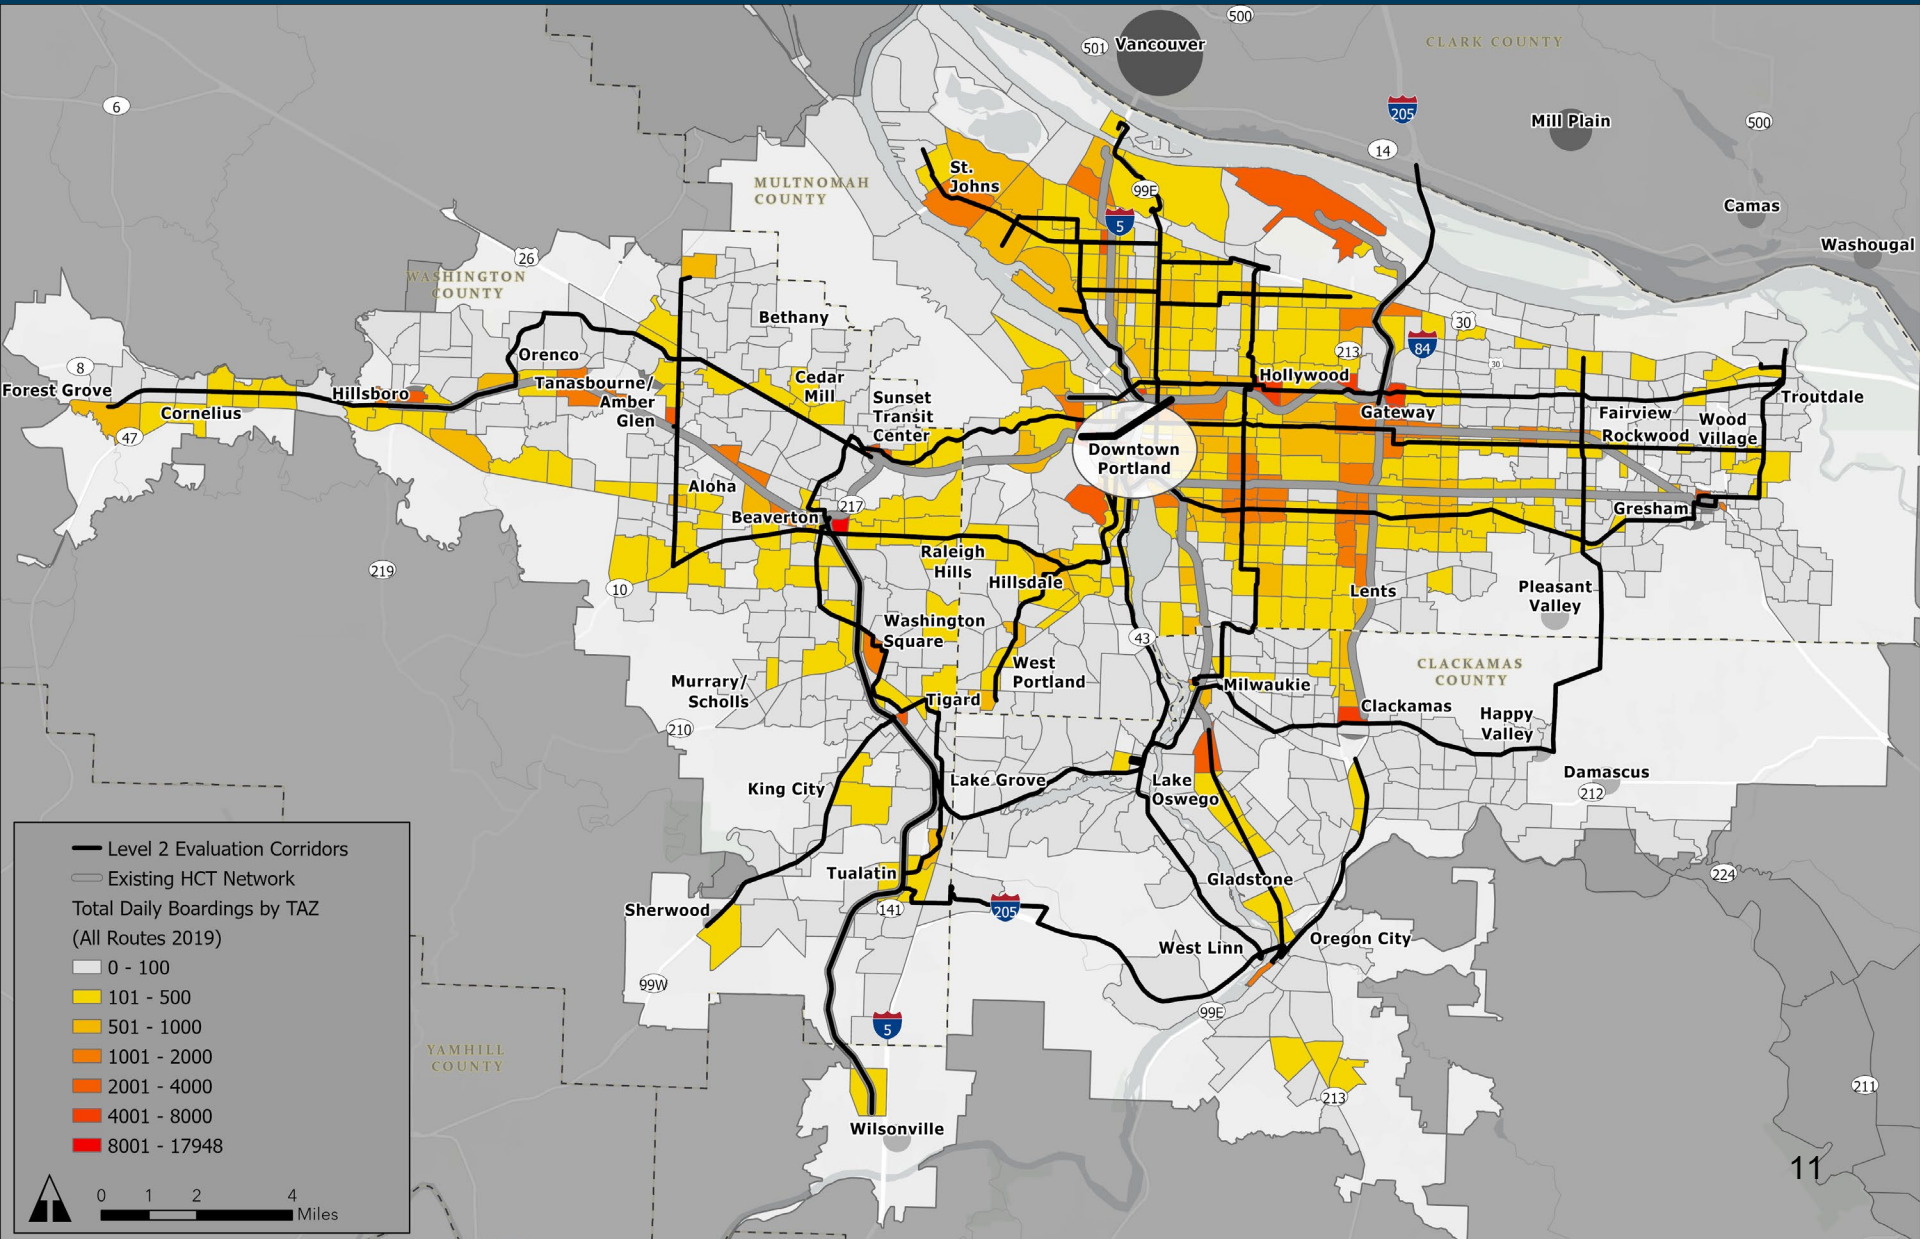 500
501
Vancouver
CLARK COUNTY
6
205
Mill Plain
500
14
MULTNOMAH
COUNTY
St.
Johns
99E
5
Camas
Washougal
26
WASHINGTON
COUNTY
Bethany
30
213
84
30
8
Orenco
Forest Grove
Hillsboro
Tanasbourne/
Amber
Glen
Cedar
Mill
Sunset
Transit
Center
Hollywood
Gateway
Troutdale
Cornelius
47
Fairview
Rockwood
Wood
Village
Downtown
Portland
Aloha
217
Beaverton
Gresham
Raleigh
Hills
Hillsdale
219
10
Lents
Pleasant
Valley
Washington
Square
43
West
Portland
CLACKAMAS
COUNTY
Murrary/
Scholls
Tigard
Milwaukie
Clackamas
Happy
Valley
210
King City
Lake Grove
Lake
Oswego
Damascus
212
Tualatin
Gladstone
224
Sherwood
141
205
West Linn
Oregon City
99W
99E
5
YAMHILL
COUNTY
213
211
Wilsonville
Level 2 Evaluation Corridors
Existing HCT Network
Total Daily Boardings by TAZ
(All Routes 2019)
0 - 100
101 - 500
501 - 1000
1001 - 2000
2001 - 4000
4001 - 8000
8001 - 17948
0 1 2 4
Miles
11